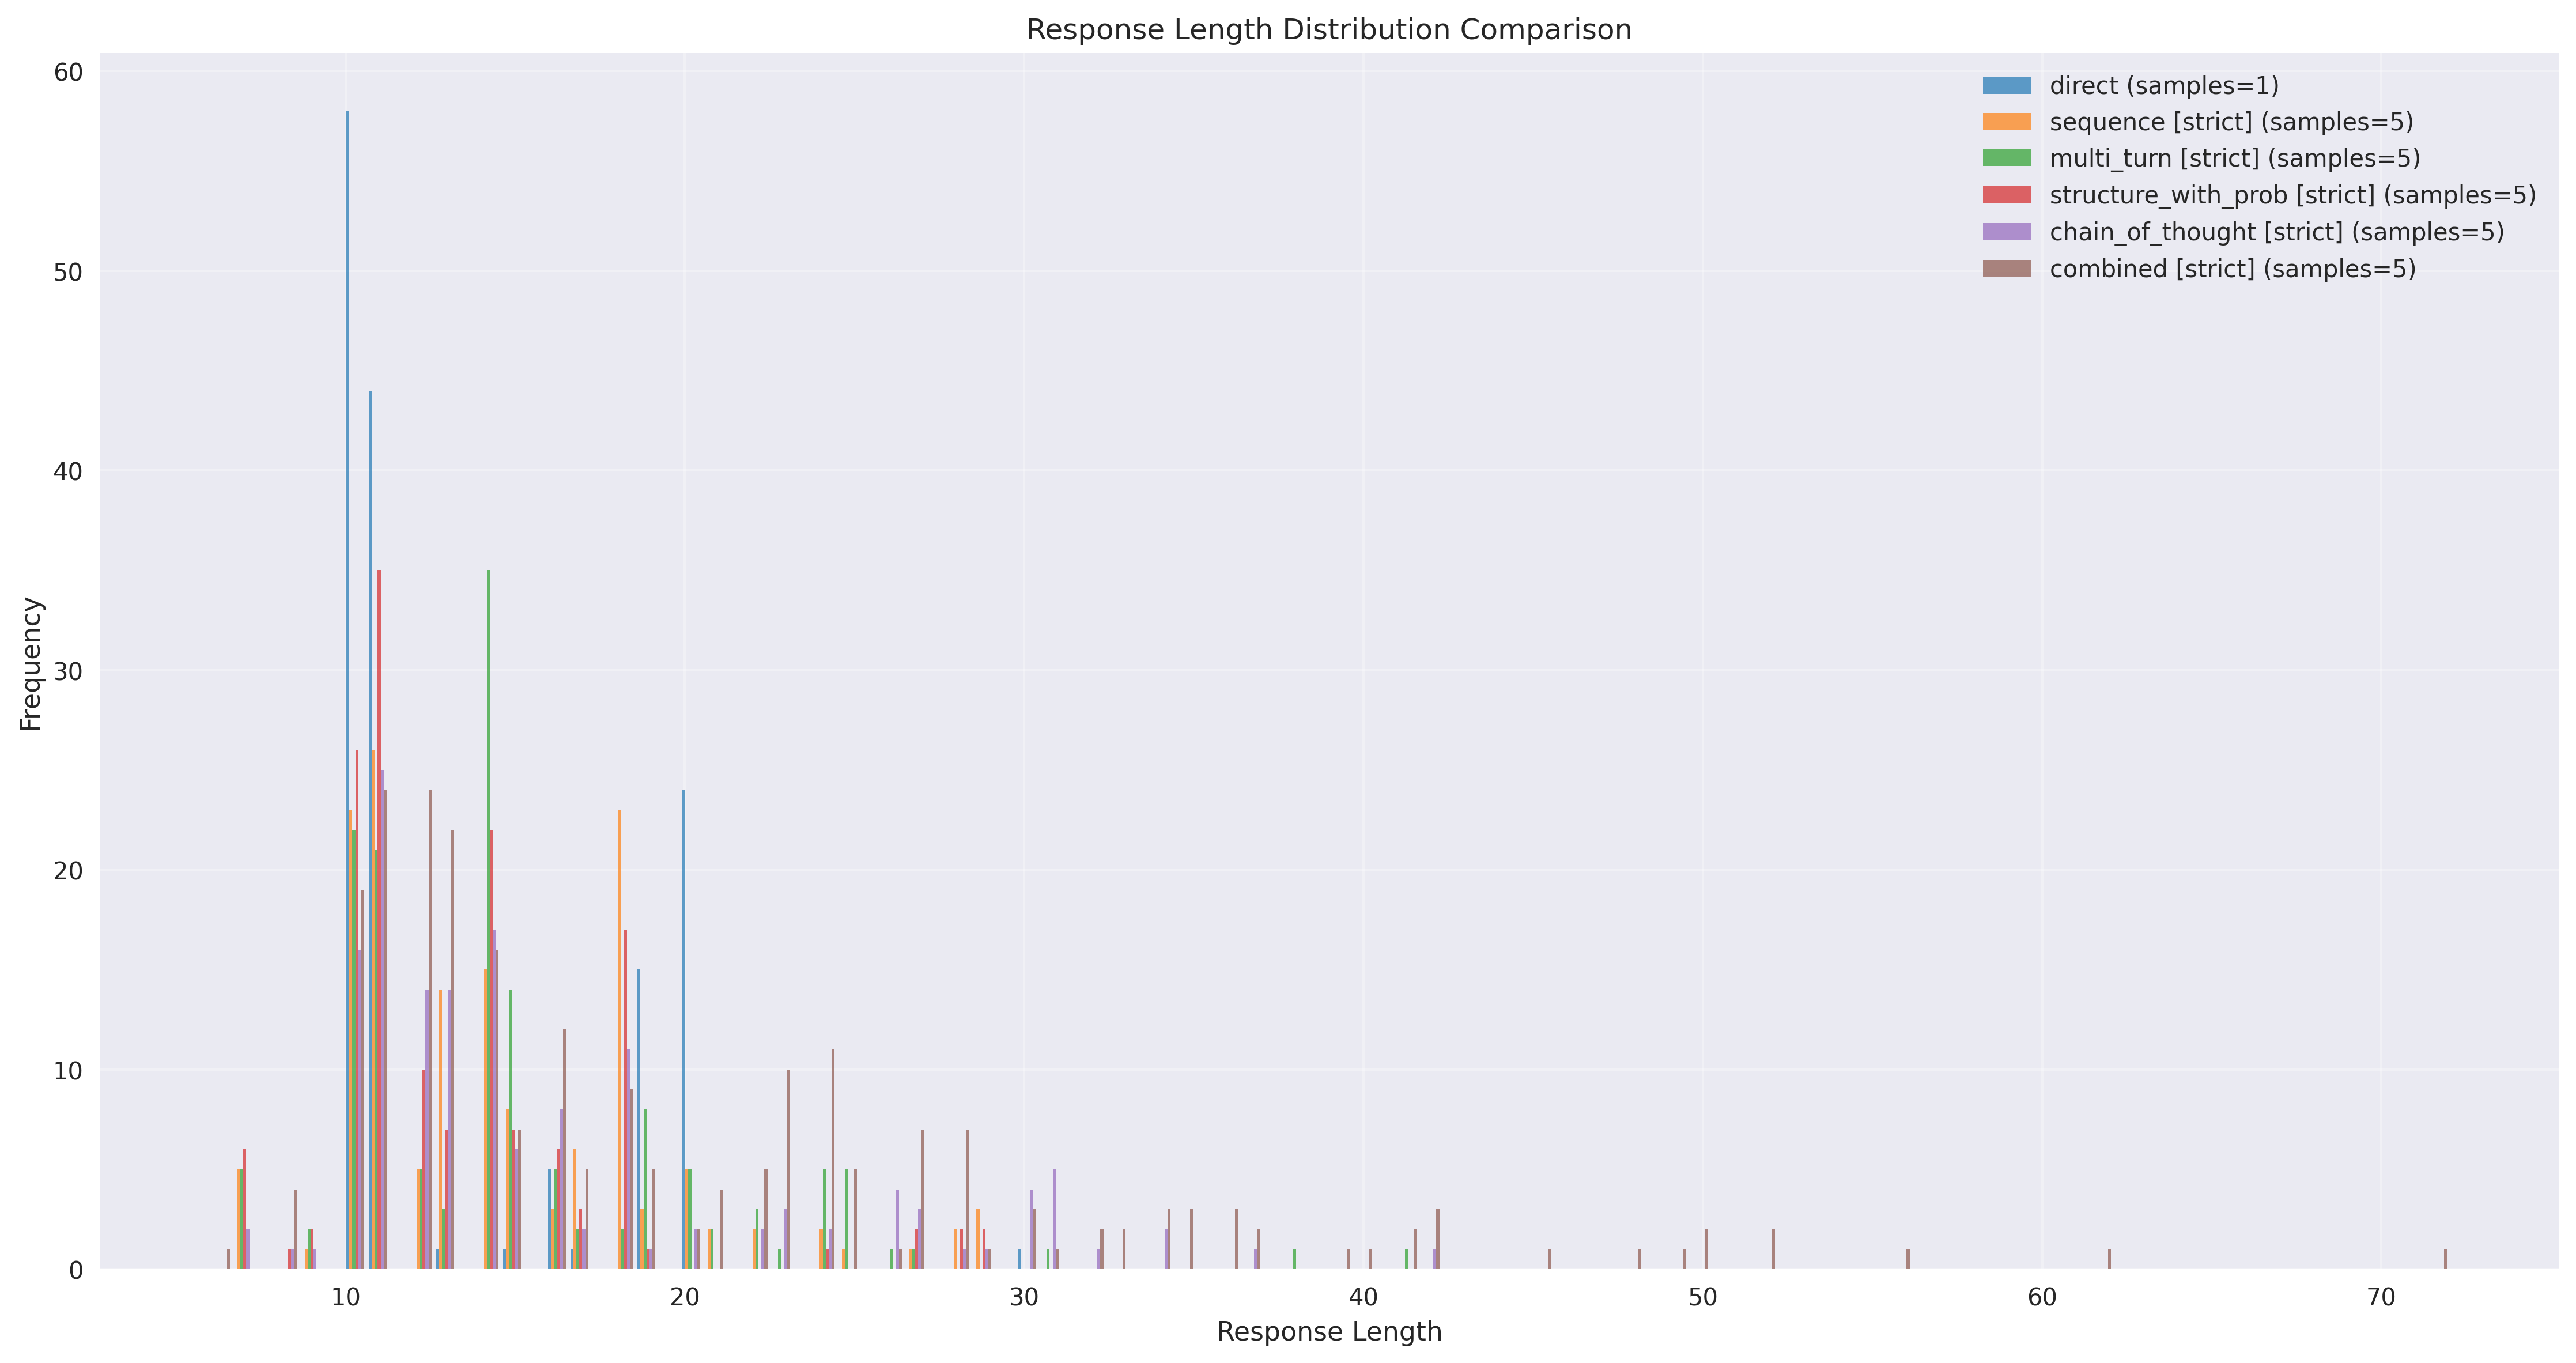 Response Length Distribution Comparison
direct (samples=1)
sequence [strict] (samples=5)
multi_turn [strict] (samples=5)
structure_with_prob [strict] (samples=5)
chain_of_thought [strict] (samples=5)
combined [strict] (samples=5)
Frequency
60
50
40
30
20
10
0
10 20 30 40 50 60 70
Response Length